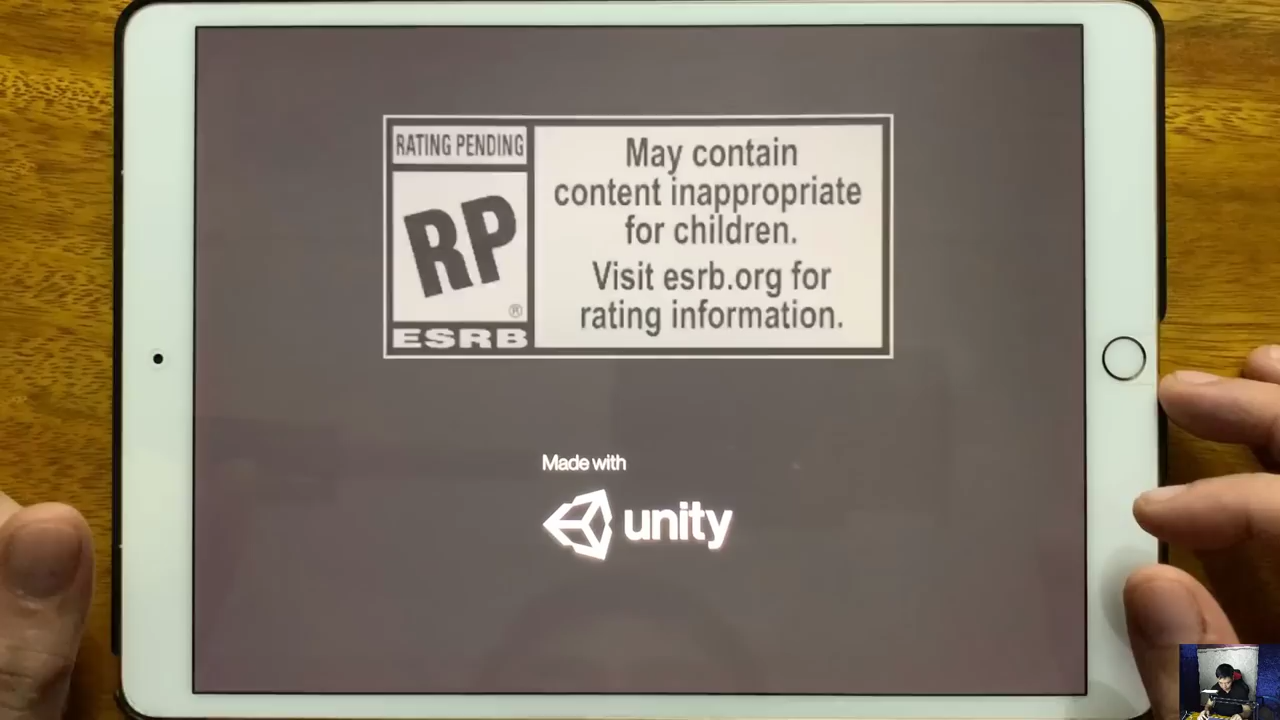 RATING PENDING
RP
®
ESRB
May contain
content inappropriate
for children.
Visit esrb.org for
rating information.
Made with
unity